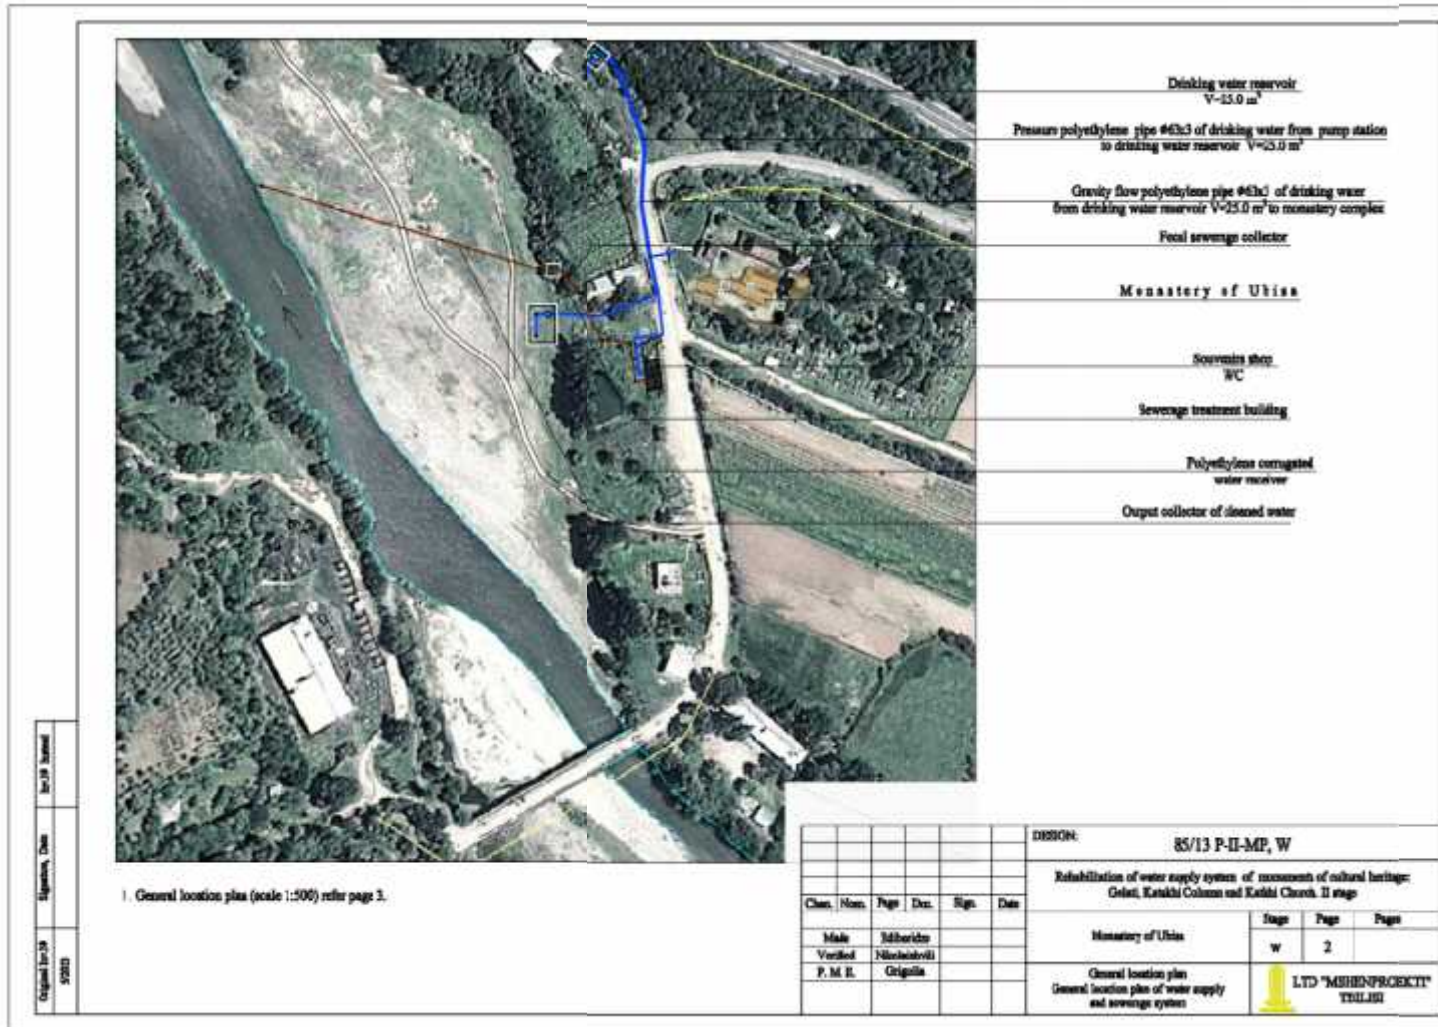 Drinking water reservoir
V=25.0 m³
Pressure polyethylene pipe Φ63x3 of drinking water from pump station
to drinking water reservoir V=25.0 m³
Gravity flow polyethylene pipe Φ63x3 of drinking water
from drinking water reservoir V=25.0 m³ to monastery complex
Fecal sewerage collector
Monastery of Ubisa
Souvenirs shop
WC
Sewerage treatment building
Polyethylene corrugated
water receiver
Output collector of cleaned water
1. General location plan (scale 1:500) refer page 3.
DESIGN:
85/13 P-II-MP, W
Rehabilitation of water supply system of monuments of cultural heritage:
Gelati, Katskhi Column and Church. II stage
Chan. Nom. Page Doc. Sign. Date
Made
Verified
P. M. E. Grigolia
Monastery of Ubisa
Stage Page Pages
w 2
General location plan
General location plan of water supply
and sewerage system
LTD "MSHENPROEKTI"
TBILISI
Signature, Date